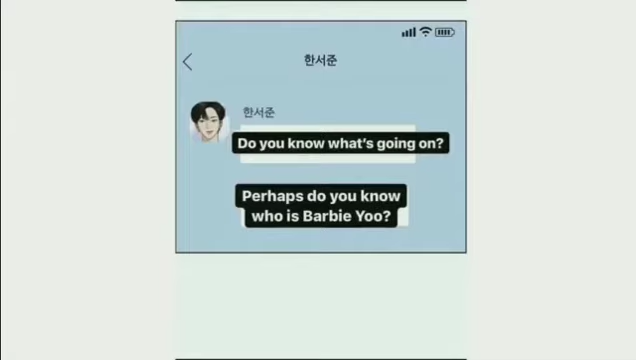 한서준
한서준
Do you know what's going on?
Perhaps do you know
who is Barbie Yoo?